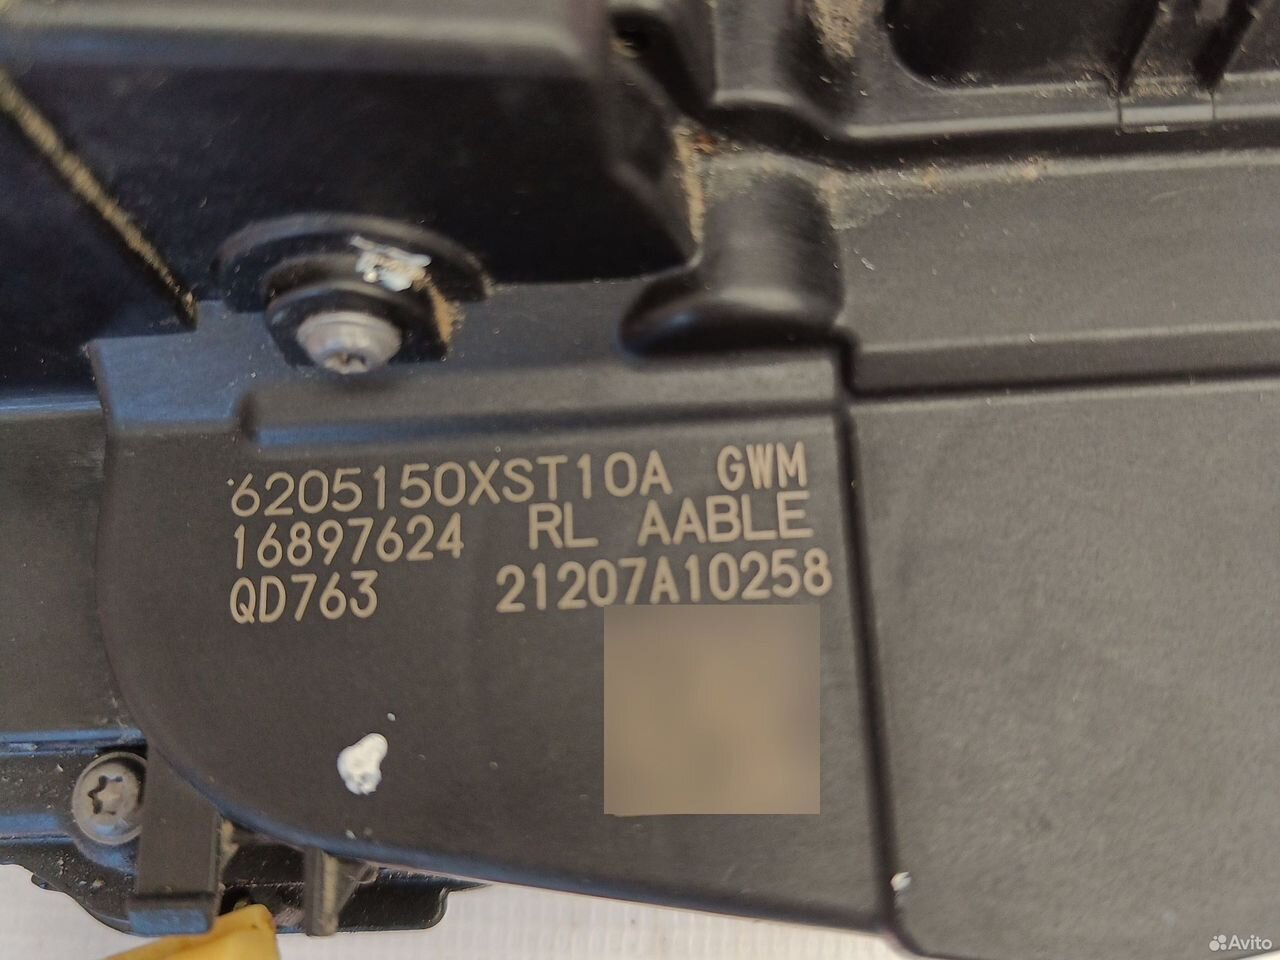 6205150XST10A GWM
16897624 RL AABLE
QD763 21207A10258
Avito